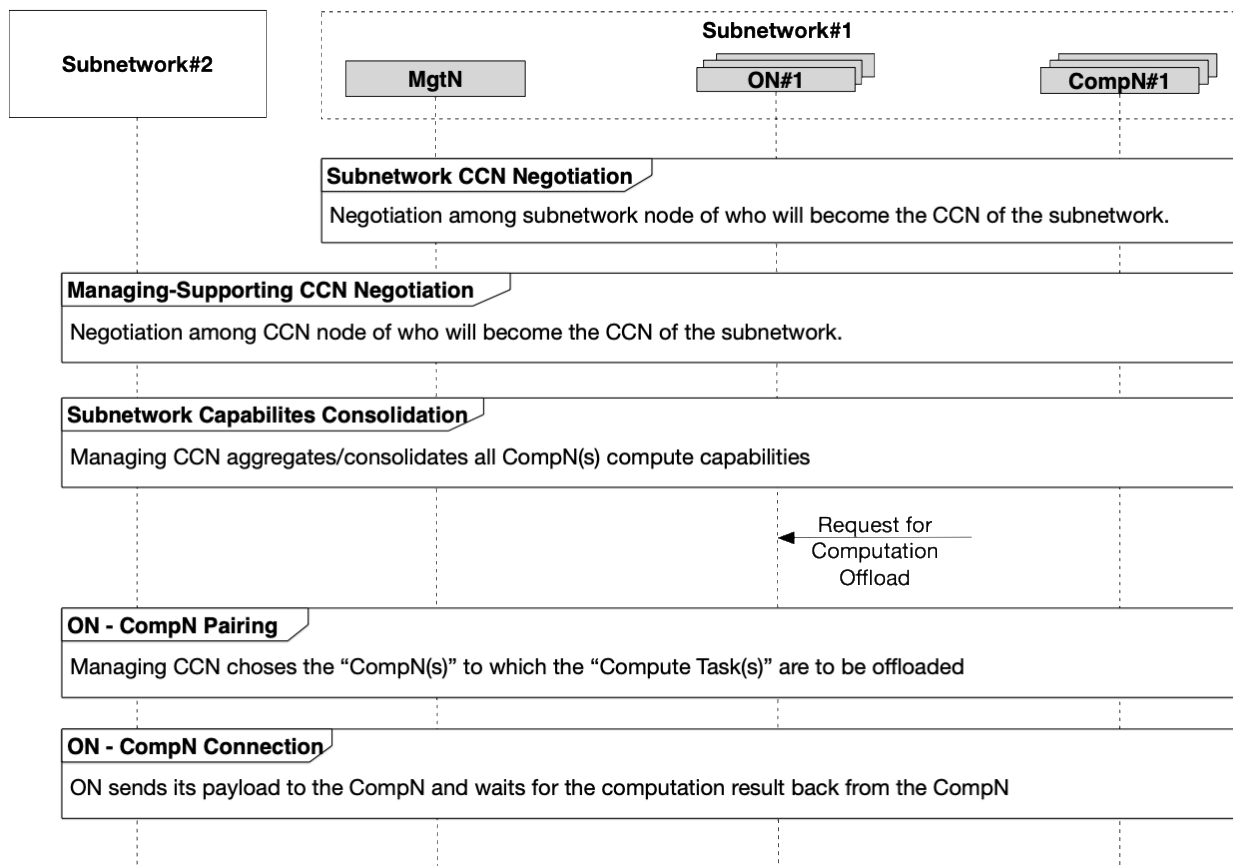 Subnetwork#2
Subnetwork#1
MgtN
ON#1
CompN#1
Subnetwork CCN Negotiation
Negotiation among subnetwork node of who will become the CCN of the subnetwork.
Managing-Supporting CCN Negotiation
Negotiation among CCN node of who will become the CCN of the subnetwork.
Subnetwork Capabilites Consolidation
Managing CCN aggregates/consolidates all CompN(s) compute capabilities
Request for
Computation
Offload
ON - CompN Pairing
Managing CCN choses the “CompN(s)” to which the “Compute Task(s)” are to be offloaded
ON - CompN Connection
ON sends its payload to the CompN and waits for the computation result back from the CompN